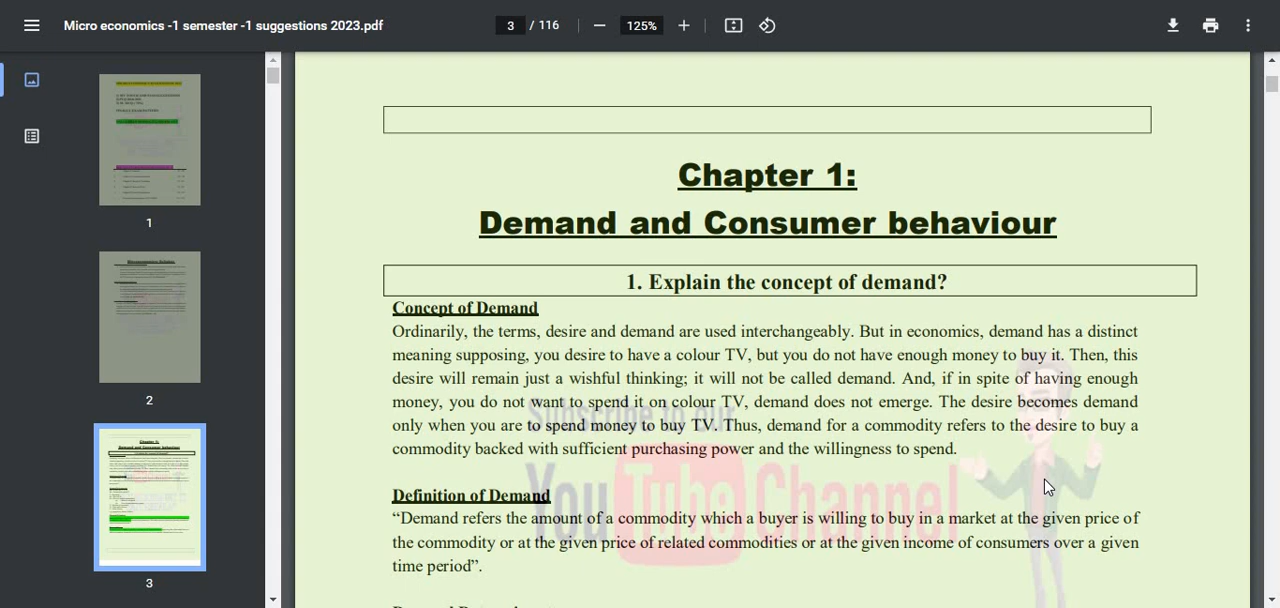 Micro economics -1 semester -1 suggestions 2023.pdf
3 / 116
125%
1
2
3
Chapter 1:
Demand and Consumer behaviour
1. Explain the concept of demand?
Concept of Demand
Ordinarily, the terms, desire and demand are used interchangeably. But in economics, demand has a distinct
meaning supposing, you desire to have a colour TV, but you do not have enough money to buy it. Then, this
desire will remain just a wishful thinking; it will not be called demand. And, if in spite of having enough
money, you do not want to spend it on colour TV, demand does not emerge. The desire becomes demand
only when you are to spend money to buy TV. Thus, demand for a commodity refers to the desire to buy a
commodity backed with sufficient purchasing power and the willingness to spend.
Subscribe to our
YouTube Channel
Definition of Demand
“Demand refers the amount of a commodity which a buyer is willing to buy in a market at the given price of
the commodity or at the given price of related commodities or at the given income of consumers over a given
time period”.